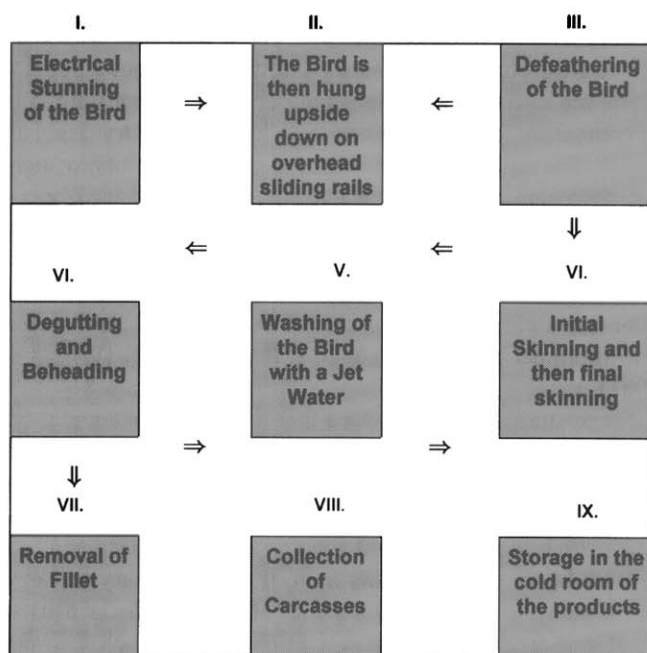 I. II. III.
Electrical
Stunning
of the Bird
⇒
The Bird is
then hung
upside
down on
overhead
sliding rails
⇐
Defeathering
of the Bird
⇐ ⇐ ⇓
VI. V. VI.
Degutting
and
Beheading
Washing of
the Bird
with a Jet
Water
Initial
Skinning and
then final
skinning
⇒ ⇒
⇓
VII. VIII. IX.
Removal of
Fillet
Collection
of
Carcasses
Storage in the
cold room of
the products